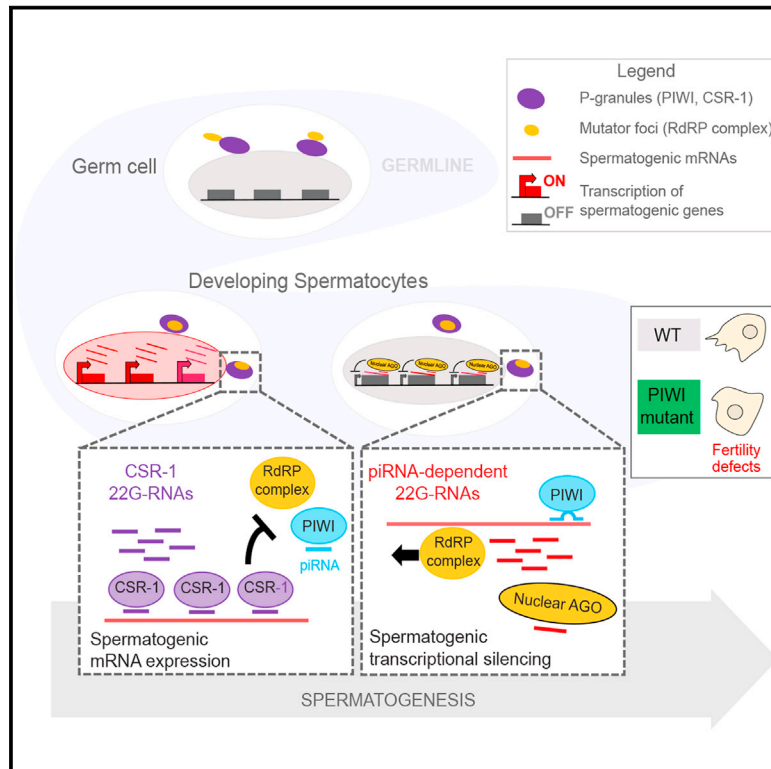 Legend
P-granules (PIWI, CSR-1)
Mutator foci (RdRP complex)
Spermatogenic mRNAs
ON
Transcription of
OFF
spermatogenic genes
Germ cell
GERMLINE
Developing Spermatocytes
Nuclear AGO
Nuclear AGO
Nuclear AGO
WT
PIWI
mutant
Fertility
defects
CSR-1
22G-RNAs
RdRP
complex
PIWI
piRNA
CSR-1
CSR-1
CSR-1
Spermatogenic
mRNA expression
piRNA-dependent
22G-RNAs
PIWI
RdRP
complex
Nuclear AGO
Spermatogenic
transcriptional silencing
SPERMATOGENESIS